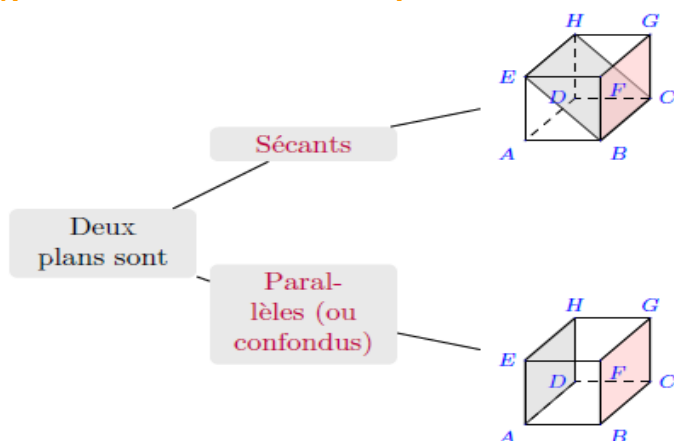 H G
E
D F C
A B
Sécants
Deux
plans sont
Paral-
lèles (ou
confondus)
H G
E
D F C
A B